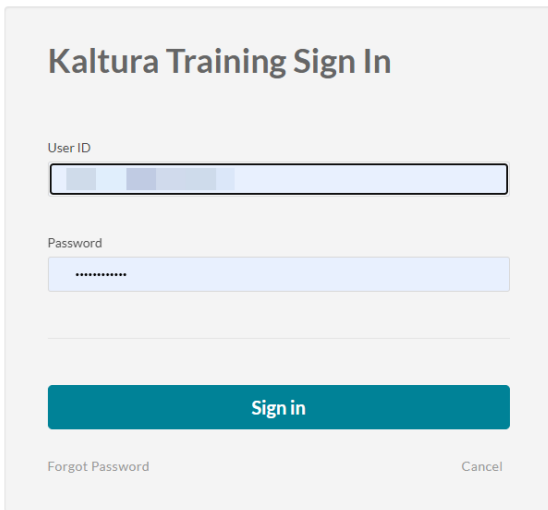 Kaltura Training Sign In
User ID
Password
••••••••••••
Sign in
Forgot Password Cancel